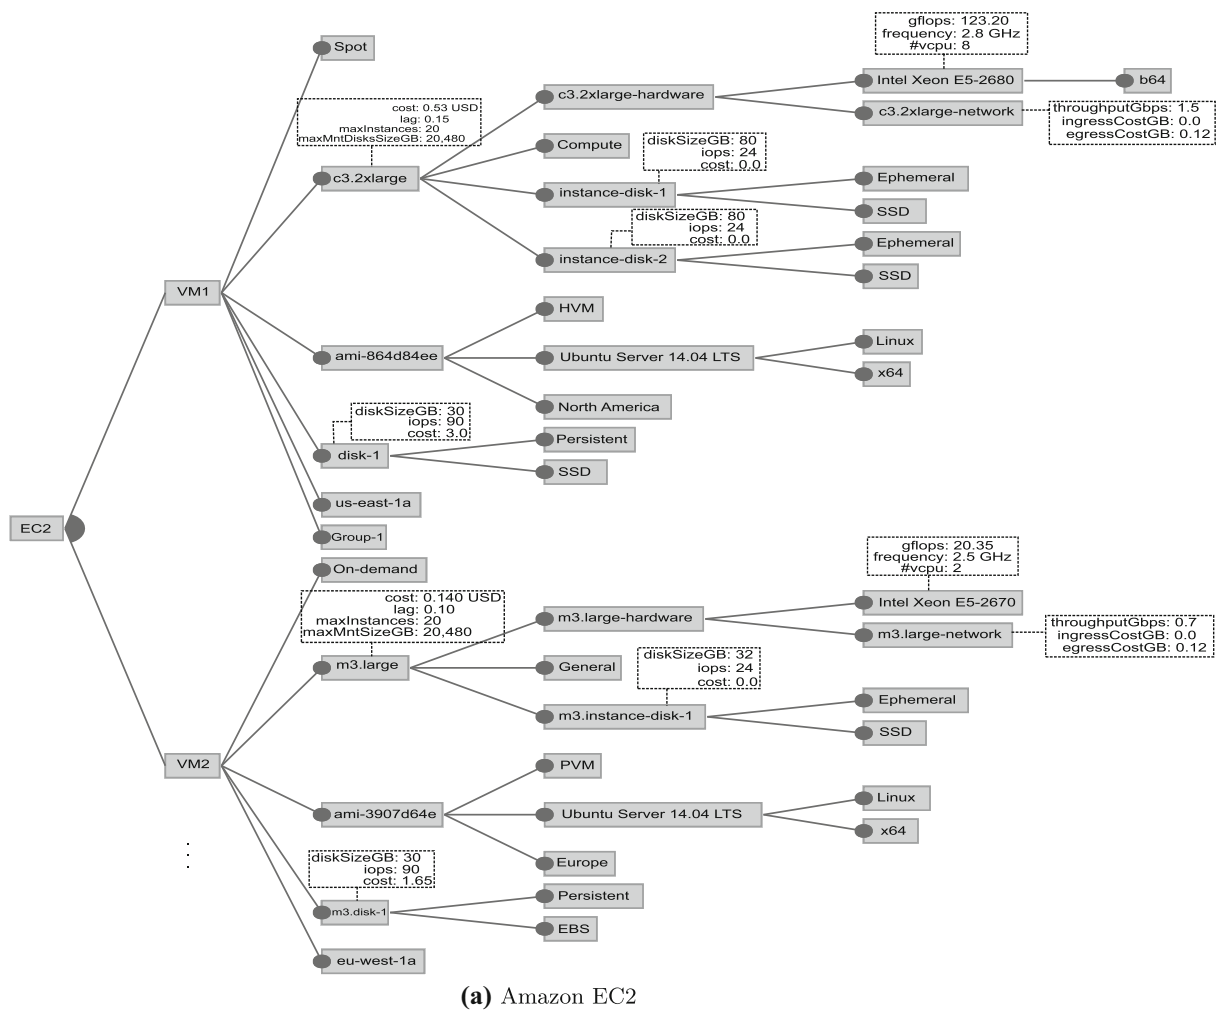 gflops: 123.20
frequency: 2.8 GHz
#vcpu: 8
Spot
Intel Xeon E5-2680
b64
c3.2xlarge-hardware
cost: 0.53 USD
lag: 0.15
maxInstances: 20
maxMntDisksSizeGB: 20,480
c3.2xlarge-network
throughputGbps: 1.5
ingressCostGB: 0.0
egressCostGB: 0.12
Compute
diskSizeGB: 80
iops: 24
cost: 0.0
c3.2xlarge
instance-disk-1
Ephemeral
SSD
diskSizeGB: 80
iops: 24
cost: 0.0
instance-disk-2
Ephemeral
SSD
VM1
HVM
ami-864d84ee
Ubuntu Server 14.04 LTS
Linux
x64
North America
diskSizeGB: 30
iops: 90
cost: 3.0
disk-1
Persistent
SSD
us-east-1a
EC2
Group-1
On-demand
gflops: 20.35
frequency: 2.5 GHz
#vcpu: 2
cost: 0.140 USD
lag: 0.10
maxInstances: 20
maxMntSizeGB: 20,480
m3.large-hardware
Intel Xeon E5-2670
m3.large-network
throughputGbps: 0.7
ingressCostGB: 0.0
egressCostGB: 0.12
m3.large
General
diskSizeGB: 32
iops: 24
cost: 0.0
m3.instance-disk-1
Ephemeral
SSD
VM2
PVM
ami-3907d64e
Ubuntu Server 14.04 LTS
Linux
x64
Europe
diskSizeGB: 30
iops: 90
cost: 1.65
m3.disk-1
Persistent
EBS
eu-west-1a
(a) Amazon EC2